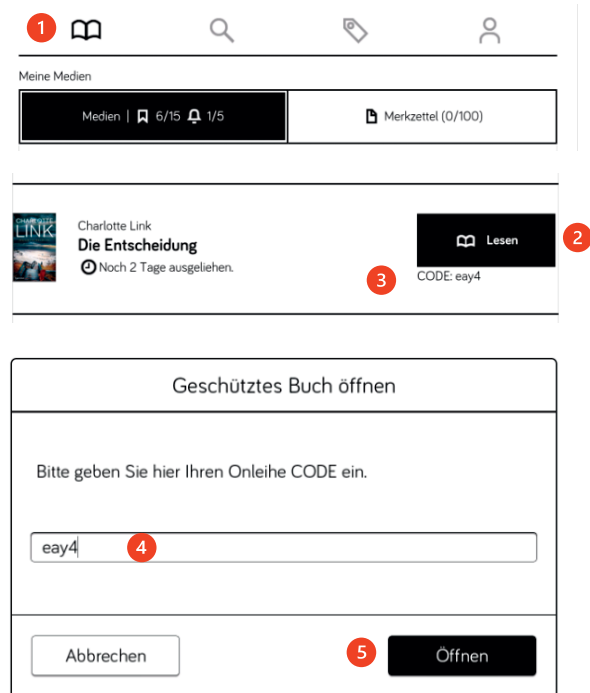 1
Meine Medien
Medien | 6/15 1/5
Merkzettel (0/100)
CHARLOTTE
LINK
Charlotte Link
Die Entscheidung
Noch 2 Tage ausgeliehen.
Lesen
2
3
CODE: eay4
Geschütztes Buch öffnen
Bitte geben Sie hier Ihren Onleihe CODE ein.
eay4
4
Abbrechen
5
Öffnen